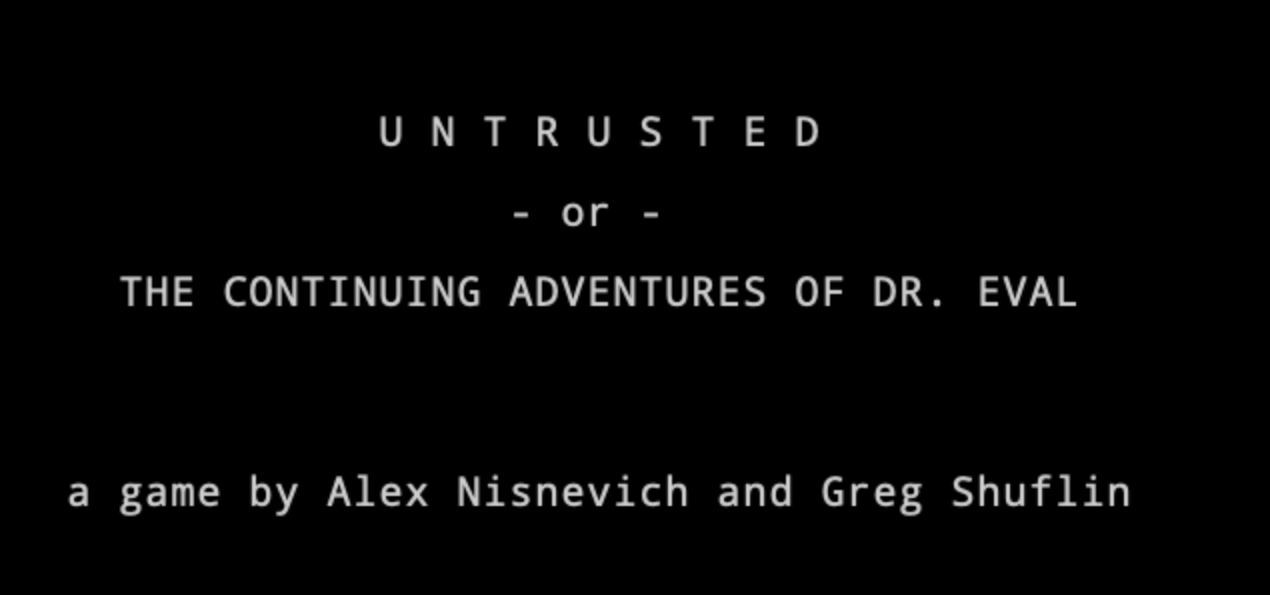 U N T R U S T E D
- or -
THE CONTINUING ADVENTURES OF DR. EVAL
a game by Alex Nisnevich and Greg Shuflin